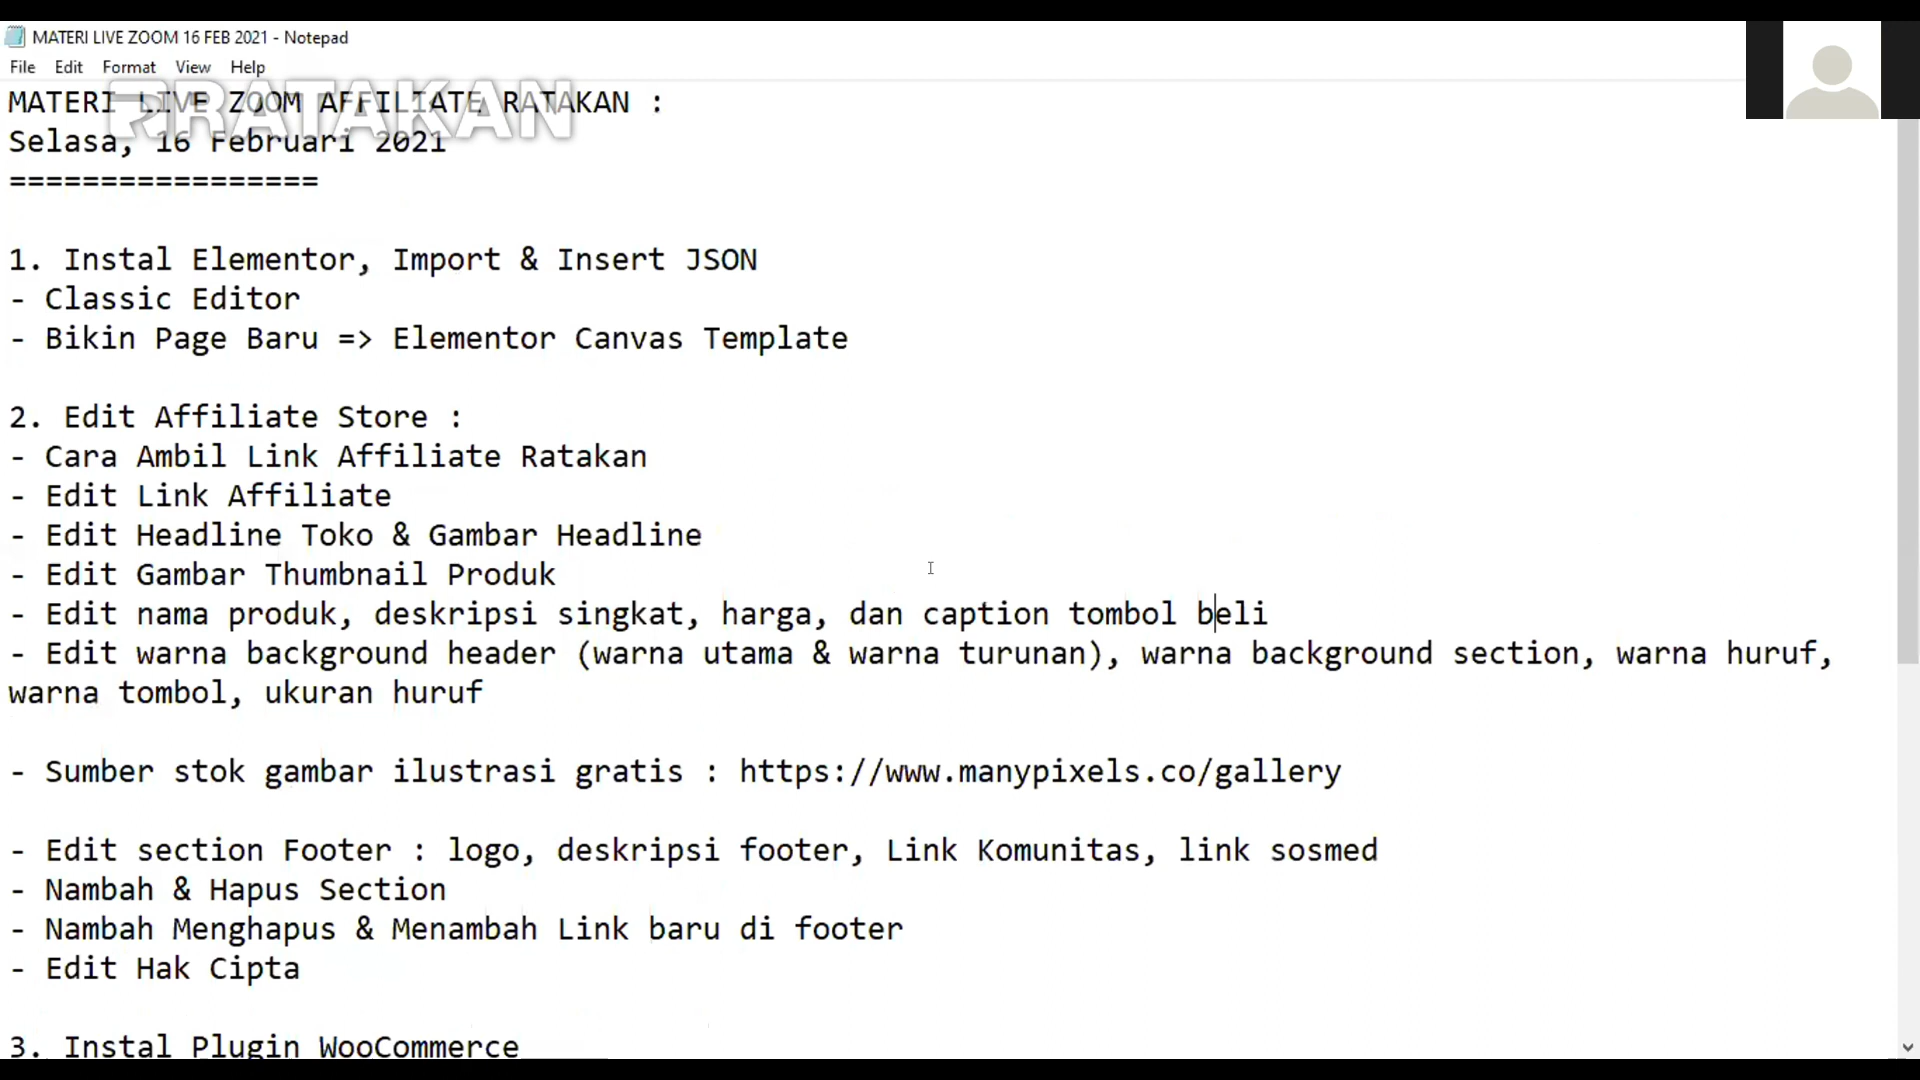 MATERI LIVE ZOOM 16 FEB 2021 - Notepad
File Edit Format View Help
RATAKAN
MATERI LIVE ZOOM AFFILIATE RATAKAN :
Selasa, 16 Februari 2021
=================
1. Instal Elementor, Import & Insert JSON
- Classic Editor
- Bikin Page Baru => Elementor Canvas Template
2. Edit Affiliate Store :
- Cara Ambil Link Affiliate Ratakan
- Edit Link Affiliate
- Edit Headline Toko & Gambar Headline
- Edit Gambar Thumbnail Produk
- Edit nama produk, deskripsi singkat, harga, dan caption tombol beli
- Edit warna background header (warna utama & warna turunan), warna background section, warna huruf,
warna tombol, ukuran huruf
- Sumber stok gambar ilustrasi gratis : https://www.manypixels.co/gallery
- Edit section Footer : logo, deskripsi footer, Link Komunitas, link sosmed
- Nambah & Hapus Section
- Nambah Menghapus & Menambah Link baru di footer
- Edit Hak Cipta
3. Instal Plugin WooCommerce